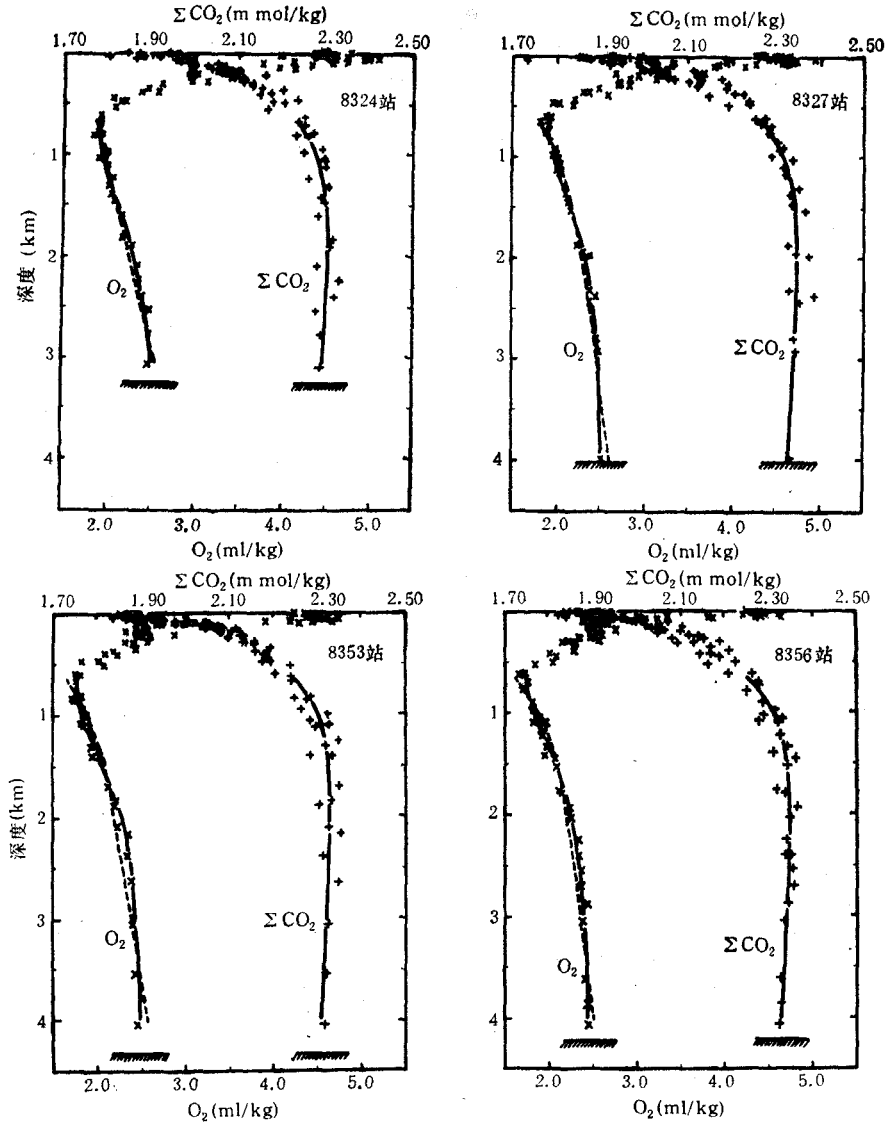 ΣCO₂(m mol/kg)
1.70 1.90 2.10 2.30 2.50
8324站
1
2
3
4
深度 (km)
O₂
ΣCO₂
2.0 3.0 4.0 5.0
O₂(ml/kg)
ΣCO₂(m mol/kg)
1.70 1.90 2.10 2.30 2.50
8327站
1
2
3
4
O₂
ΣCO₂
2.0 3.0 4.0 5.0
O₂(ml/kg)
ΣCO₂(m mol/kg)
1.70 1.90 2.10 2.30 2.50
8353站
1
2
3
4
深度(km)
O₂
ΣCO₂
2.0 3.0 4.0 5.0
O₂(ml/kg)
ΣCO₂(m mol/kg)
1.70 1.90 2.10 2.30 2.50
8356站
1
2
3
4
O₂
ΣCO₂
2.0 3.0 4.0 5.0
O₂(ml/kg)